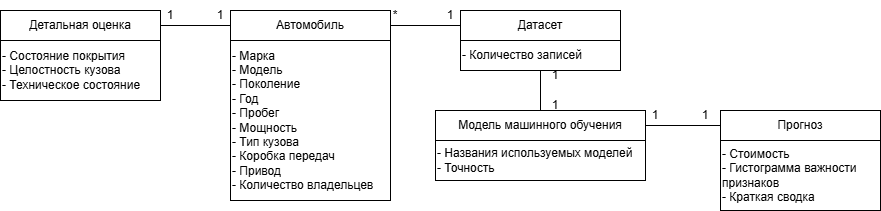 Детальная оценка
- Состояние покрытия
- Целостность кузова
- Техническое состояние
1
1
Автомобиль
- Марка
- Модель
- Поколение
- Год
- Пробег
- Мощность
- Тип кузова
- Коробка передач
- Привод
- Количество владельцев
*
1
Датасет
- Количество записей
1
1
Модель машинного обучения
- Названия используемых моделей
- Точность
1
1
Прогноз
- Стоимость
- Гистограмма важности
признаков
- Краткая сводка